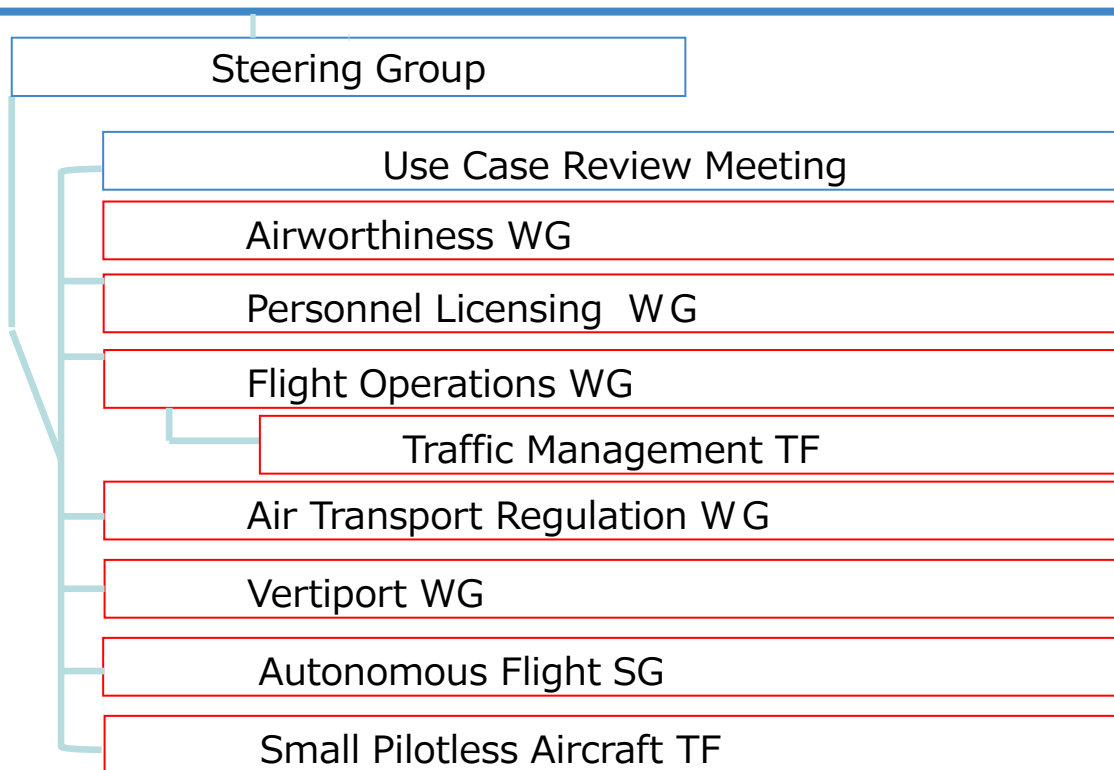 Steering Group
Use Case Review Meeting
Airworthiness WG
Personnel Licensing WG
Flight Operations WG
Traffic Management TF
Air Transport Regulation WG
Vertiport WG
Autonomous Flight SG
Small Pilotless Aircraft TF